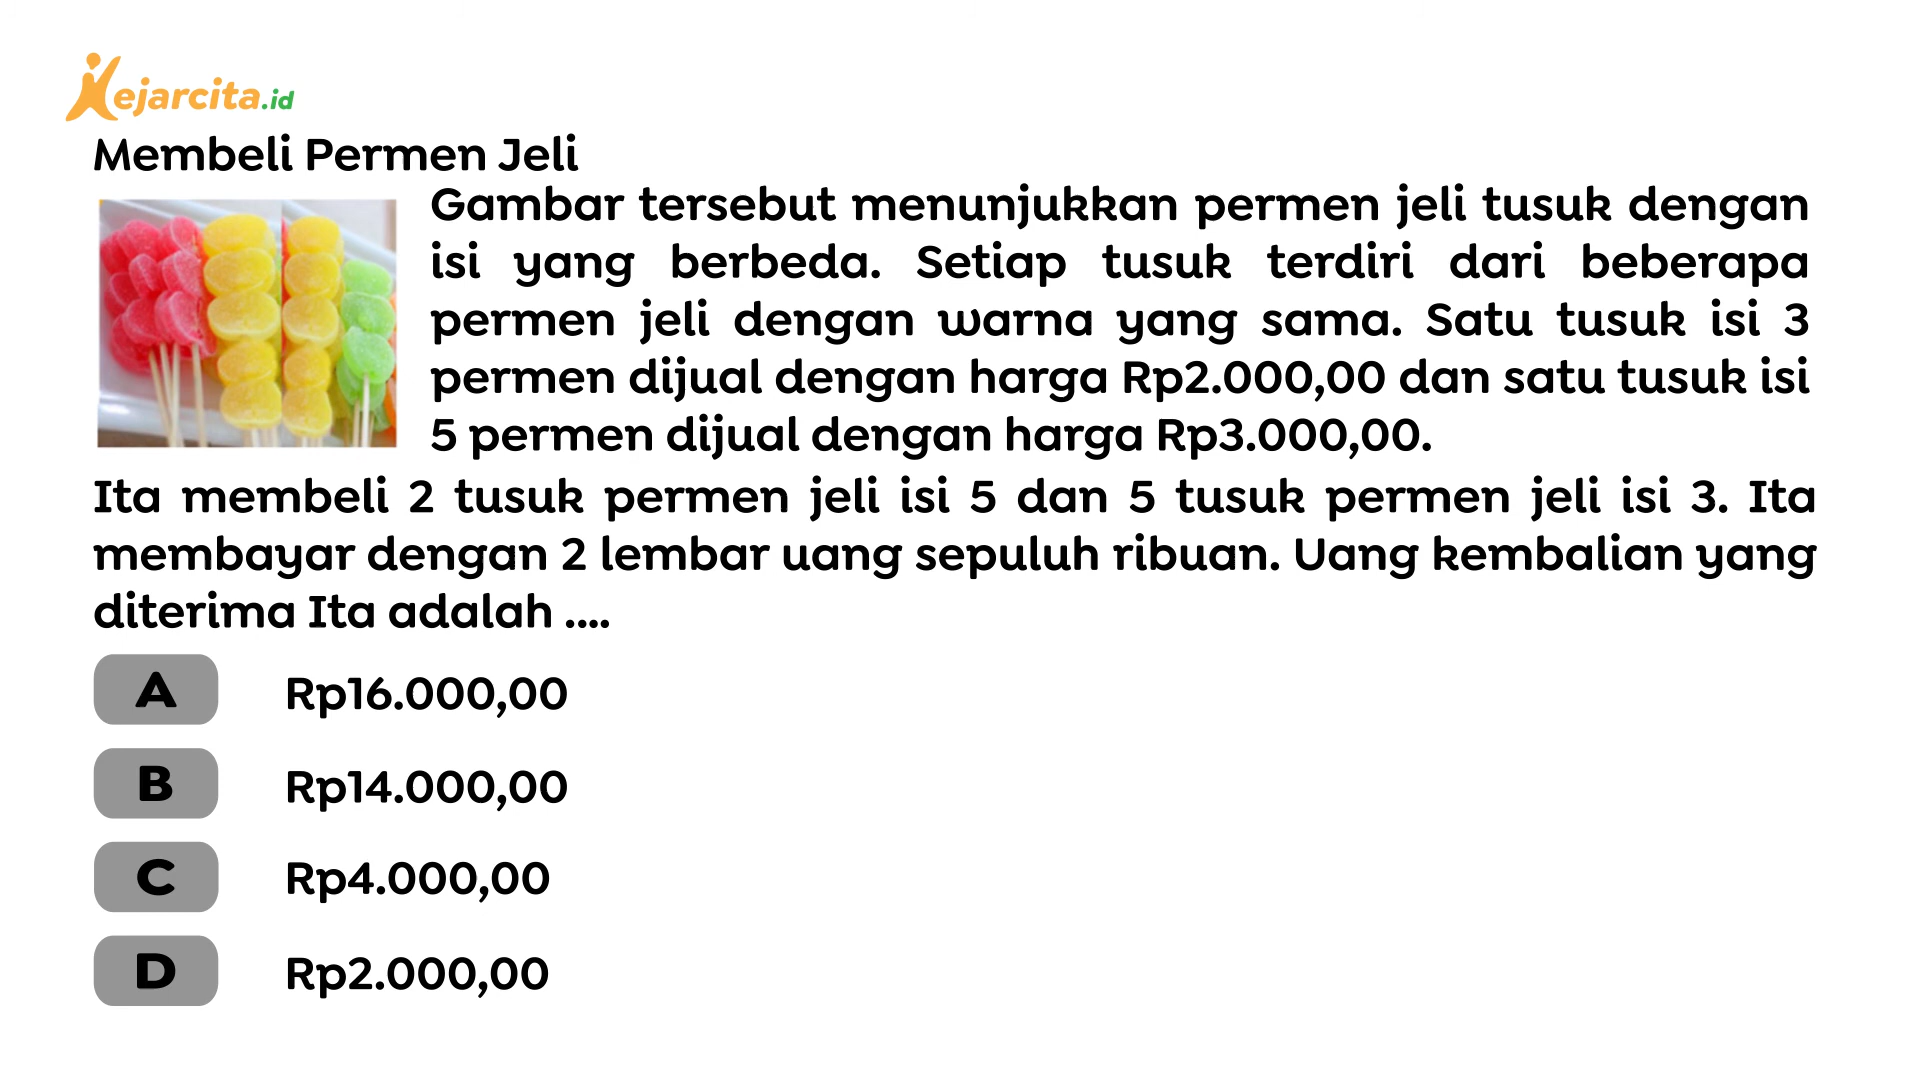 Kejarcita.id
Membeli Permen Jeli
Gambar tersebut menunjukkan permen jeli tusuk dengan
isi yang berbeda. Setiap tusuk terdiri dari beberapa
permen jeli dengan warna yang sama. Satu tusuk isi 3
permen dijual dengan harga Rp2.000,00 dan satu tusuk isi
5 permen dijual dengan harga Rp3.000,00.
Ita membeli 2 tusuk permen jeli isi 5 dan 5 tusuk permen jeli isi 3. Ita
membayar dengan 2 lembar uang sepuluh ribuan. Uang kembalian yang
diterima Ita adalah ....
A Rp16.000,00
B Rp14.000,00
C Rp4.000,00
D Rp2.000,00